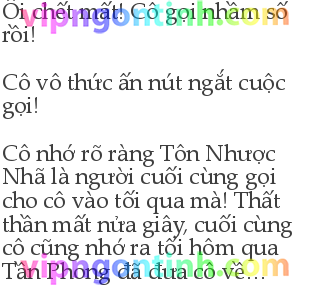 Ôi chết mất! Cô gọi nhầm số
rồi!
Cô vô thức ấn nút ngắt cuộc
gọi!
Cô nhớ rõ ràng Tôn Nhược
Nhã là người cuối cùng gọi
cho cô vào tối qua mà! Thất
thần mất nửa giây, cuối cùng
cô cũng nhớ ra tối hôm qua
Tần Phong đã đưa cô về…
vipngontinh.com
vipngontinh.com